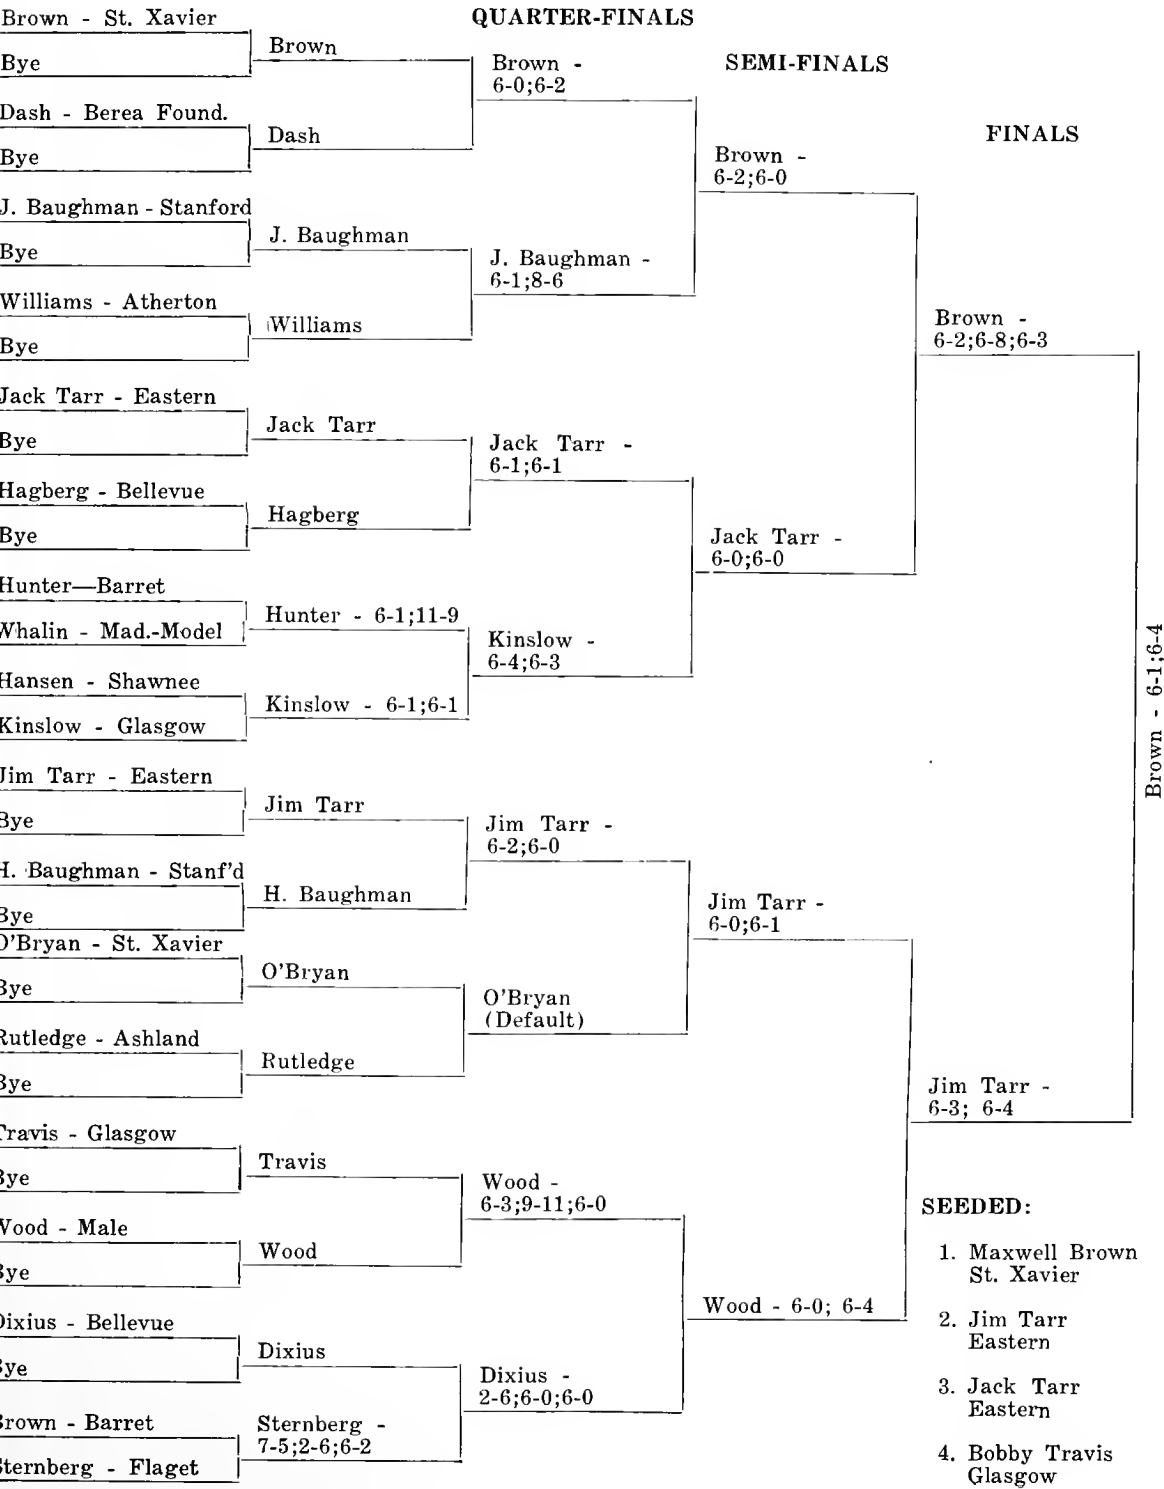 Brown - St. Xavier
Bye
Dash - Berea Found.
Bye
J. Baughman - Stanford
Bye
Williams - Atherton
Bye
Jack Tarr - Eastern
Bye
Hagberg - Bellevue
Bye
Hunter—Barret
Whalin - Mad.-Model
Hansen - Shawnee
Kinslow - Glasgow
Jim Tarr - Eastern
Bye
H. Baughman - Stanf'd
Bye
O'Bryan - St. Xavier
Bye
Rutledge - Ashland
Bye
Travis - Glasgow
Bye
Wood - Male
Bye
Dixius - Bellevue
Bye
Brown - Barret
Sternberg - Flaget
Brown
Dash
J. Baughman
Williams
Jack Tarr
Hagberg
Hunter - 6-1;11-9
Kinslow - 6-1;6-1
Jim Tarr
H. Baughman
O'Bryan
Rutledge
Travis
Wood
Dixius
Sternberg -
7-5;2-6;6-2
QUARTER-FINALS
Brown -
6-0;6-2
J. Baughman -
6-1;8-6
Jack Tarr -
6-1;6-1
Kinslow -
6-4;6-3
Jim Tarr -
6-2;6-0
O'Bryan
(Default)
Wood -
6-3;9-11;6-0
Dixius -
2-6;6-0;6-0
SEMI-FINALS
Brown -
6-2;6-0
Jack Tarr -
6-0;6-0
Jim Tarr -
6-0;6-1
Wood - 6-0; 6-4
FINALS
Brown -
6-2;6-8;6-3
Jim Tarr -
6-3; 6-4
Brown - 6-1;6-4
SEEDED:
1. Maxwell Brown
St. Xavier
2. Jim Tarr
Eastern
3. Jack Tarr
Eastern
4. Bobby Travis
Glasgow